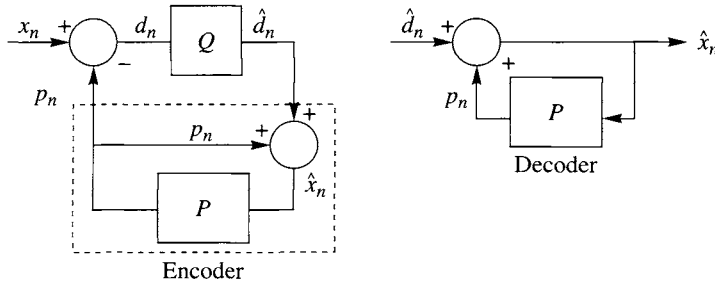 x_n + d_n Q d̂_n
−
p_n
+
p_n +
x̂_n
P
Encoder
d̂_n + x̂_n
+
p_n P
Decoder